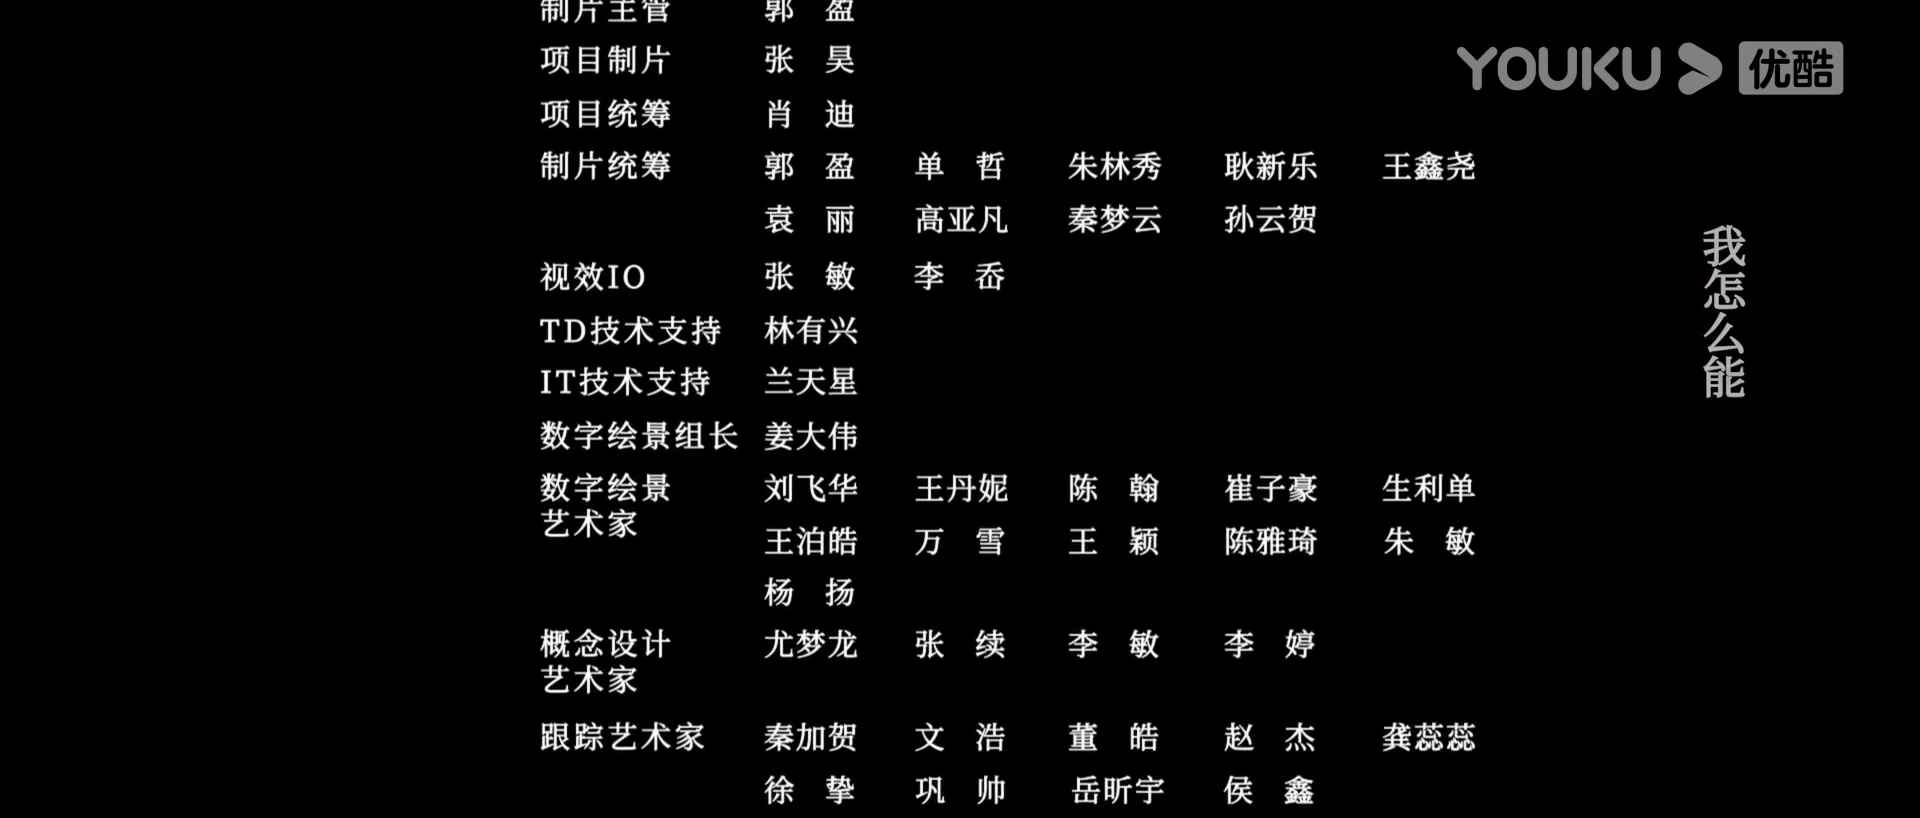 制片主管 郭 盈
项目制片 张 昊
YOUKU 优酷
项目统筹 肖 迪
制片统筹 郭 盈 单 哲 朱林秀 耿新乐 王鑫尧
袁 丽 高亚凡 秦梦云 孙云贺
我怎么能
视效IO 张 敏 李 岙
TD技术支持 林有兴
IT技术支持 兰天星
数字绘景组长 姜大伟
数字绘景 刘飞华 王丹妮 陈 翰 崔子豪 生利单
艺术家
王泊皓 万 雪 王 颖 陈雅琦 朱 敏
杨 扬
概念设计 尤梦龙 张 续 李 敏 李 婷
艺术家
跟踪艺术家 秦加贺 文 浩 董 皓 赵 杰 龚蕊蕊
徐 挚 巩 帅 岳昕宇 侯 鑫